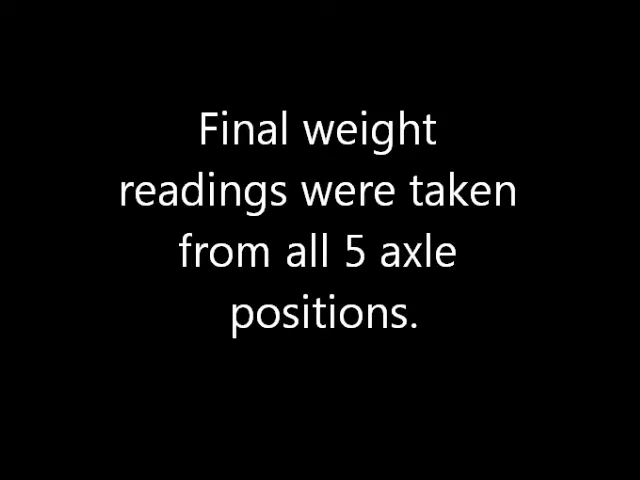 Final weight
readings were taken
from all 5 axle
positions.